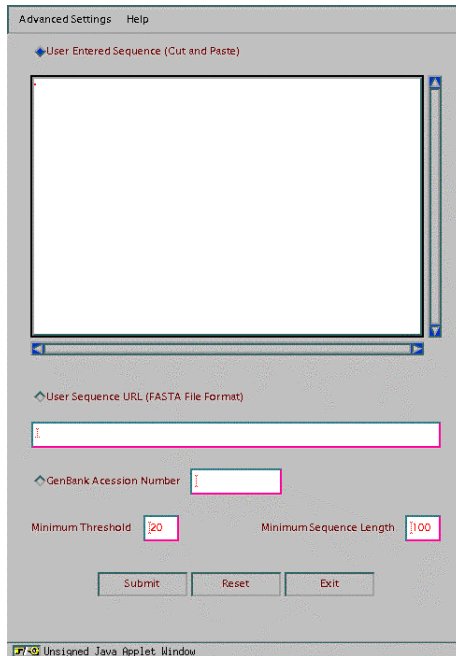 Advanced Settings Help
User Entered Sequence (Cut and Paste)
User Sequence URL (FASTA File Format)
GenBank Acession Number
Minimum Threshold 20 Minimum Sequence Length 100
Submit Reset Exit
Unsigned Java Applet Window